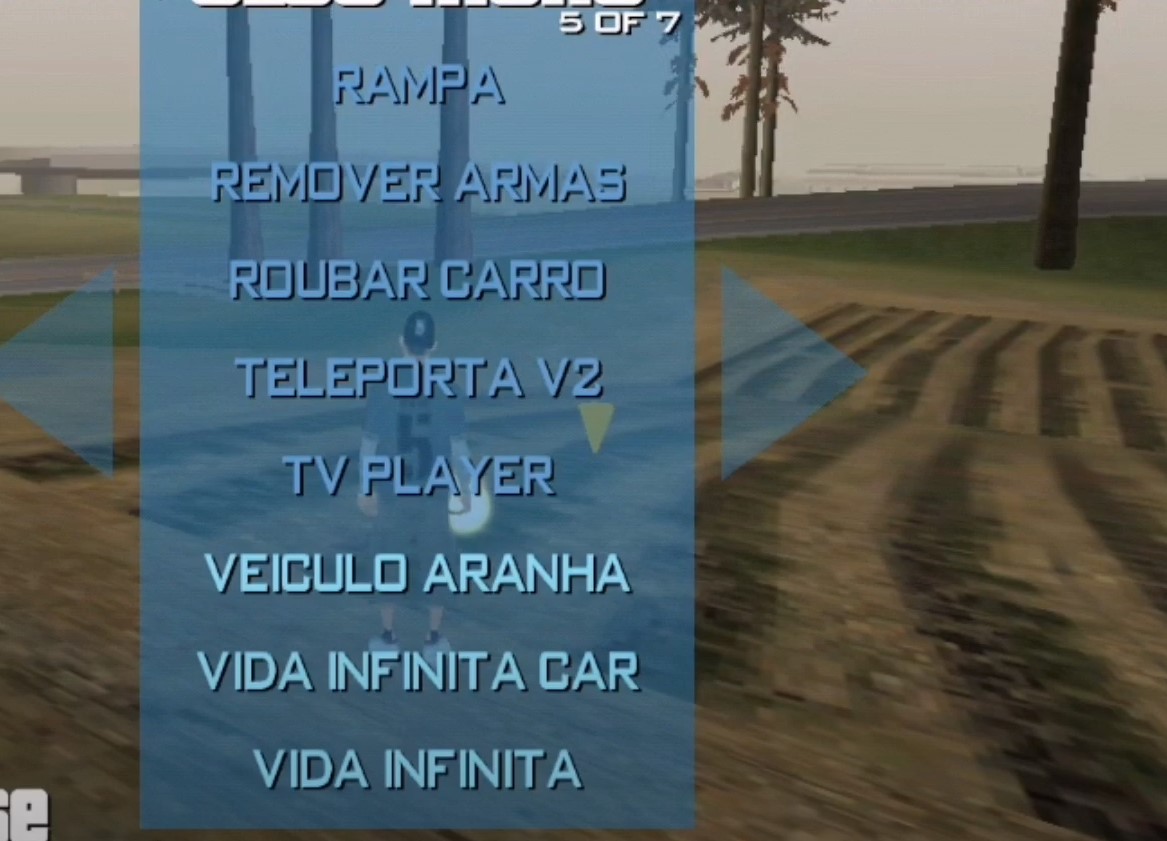 5 OF 7
RAMPA
REMOVER ARMAS
ROUBAR CARRO
TELEPORTA V2
TV PLAYER
VEICULO ARANHA
VIDA INFINITA CAR
VIDA INFINITA